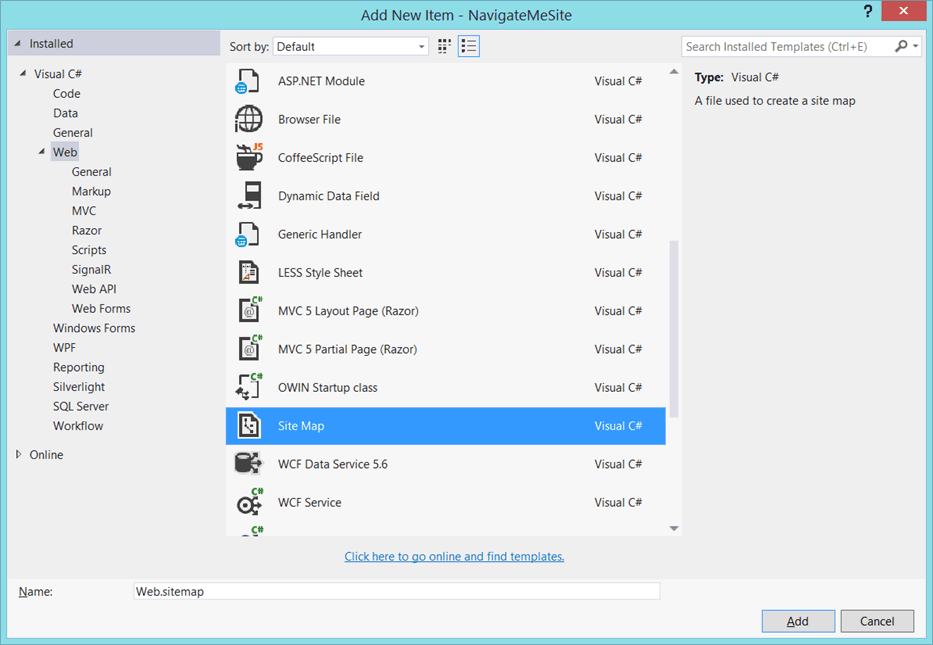 Add New Item - NavigateMeSite
?
Installed
Sort by: Default
Search Installed Templates (Ctrl+E)
Visual C#
Code
Data
General
Web
General
Markup
MVC
Razor
Scripts
SignalR
Web API
Web Forms
Windows Forms
WPF
Reporting
Silverlight
SQL Server
Workflow
Online
ASP.NET Module Visual C#
Browser File Visual C#
JS
CoffeeScript File Visual C#
Dynamic Data Field Visual C#
Generic Handler Visual C#
LESS Style Sheet Visual C#
C#
@
MVC 5 Layout Page (Razor) Visual C#
C#
@
MVC 5 Partial Page (Razor) Visual C#
C#
OWIN Startup class Visual C#
Site Map Visual C#
WCF Data Service 5.6 Visual C#
C#
WCF Service Visual C#
C#
Type: Visual C#
A file used to create a site map
Click here to go online and find templates.
Name: Web.sitemap
Add Cancel